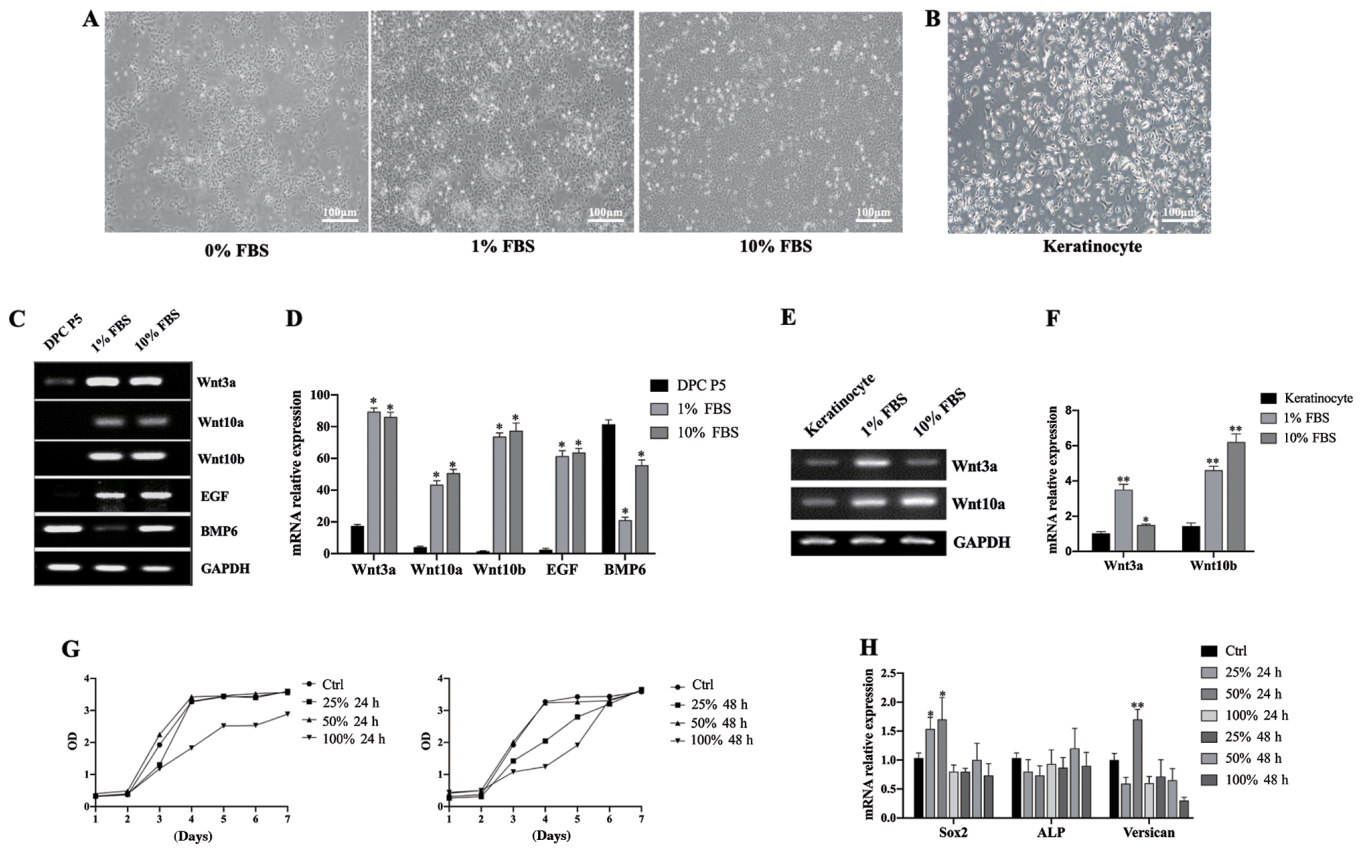 A
B
100μm
100μm
100μm
100μm
0% FBS
1% FBS
10% FBS
Keratinocyte
C
DPC P5
1% FBS
10% FBS
Wnt3a
Wnt10a
Wnt10b
EGF
BMP6
GAPDH
D
mRNA relative expression
100
80
60
40
20
0
Wnt3a
Wnt10a
Wnt10b
EGF
BMP6
* * * * * * * * * *
DPC P5
1% FBS
10% FBS
E
Keratinocyte
1% FBS
10% FBS
Wnt3a
Wnt10a
GAPDH
F
mRNA relative expression
8
6
4
2
0
** * ** **
Wnt3a
Wnt10b
Keratinocyte
1% FBS
10% FBS
G
OD
4
3
2
1
0
1 2 3 4 5 6 7
(Days)
Ctrl
25% 24 h
50% 24 h
100% 24 h
OD
4
3
2
1
0
1 2 3 4 5 6 7
(Days)
Ctrl
25% 48 h
50% 48 h
100% 48 h
H
mRNA relative expression
2.5
2.0
1.5
1.0
0.5
0.0
* * **
Sox2
ALP
Versican
Ctrl
25% 24 h
50% 24 h
100% 24 h
25% 48 h
50% 48 h
100% 48 h